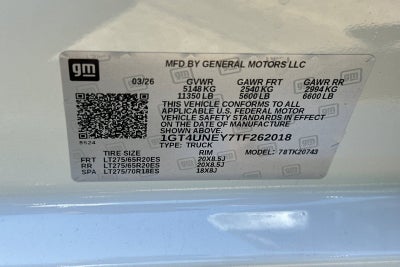 gm
MFD BY GENERAL MOTORS LLC
03/26 GVWR GAWR FRT GAWR RR
5148 KG 2540 KG 2994 KG
11350 LB 5600 LB 6600 LB
THIS VEHICLE CONFORMS TO ALL
APPLICABLE U.S. FEDERAL MOTOR
VEHICLE SAFETY STANDARDS IN EFFECT
ON THE DATE OF MANUFACTURE
SHOWN ABOVE.
1GT4UNEY7TF262018
TYPE: TRUCK
8524
TIRE SIZE RIM MODEL: 78TK20743
FRT LT275/65R20ES 20X8.5J
RR LT275/65R20ES 20X8.5J
SPA LT275/70R18ES 18X8J